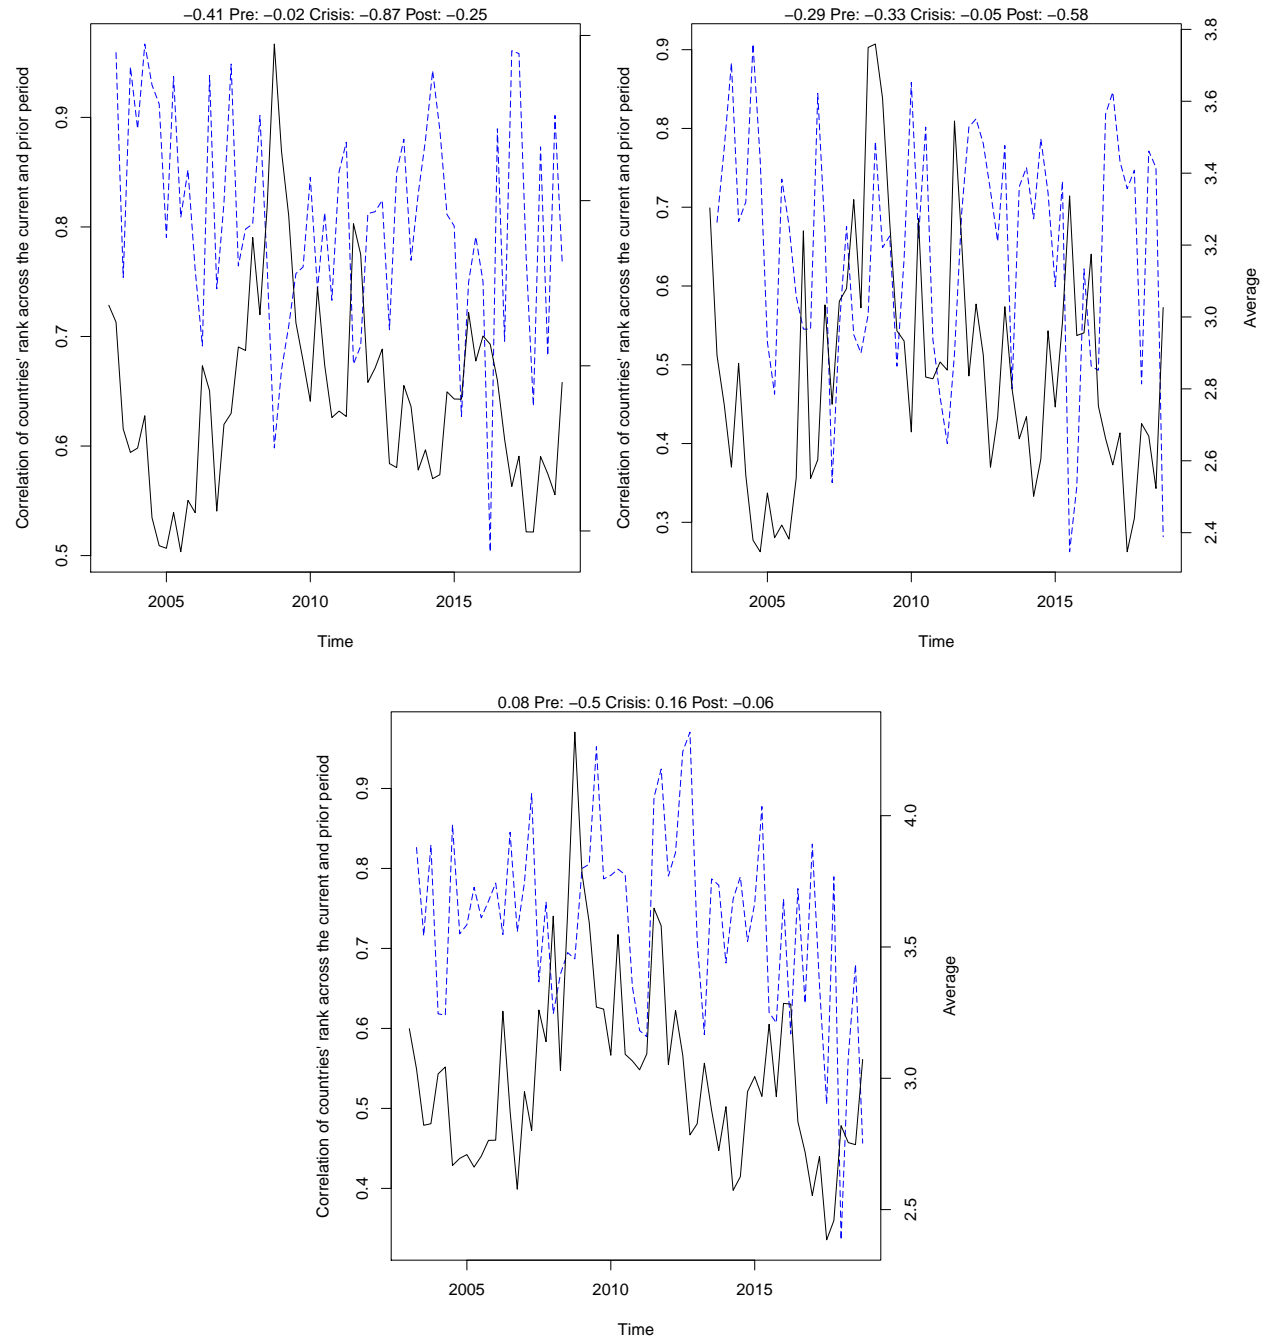 −0.41 Pre: −0.02 Crisis: −0.87 Post: −0.25
Correlation of countries' rank across the current and prior period
0.9
0.8
0.7
0.6
0.5
2005 2010 2015
Time
−0.29 Pre: −0.33 Crisis: −0.05 Post: −0.58
Correlation of countries' rank across the current and prior period
0.9
0.8
0.7
0.6
0.5
0.4
0.3
3.8
3.6
3.4
3.2
3.0
2.8
2.6
2.4
Average
2005 2010 2015
Time
0.08 Pre: −0.5 Crisis: 0.16 Post: −0.06
Correlation of countries' rank across the current and prior period
0.9
0.8
0.7
0.6
0.5
0.4
4.0
3.5
3.0
2.5
Average
2005 2010 2015
Time